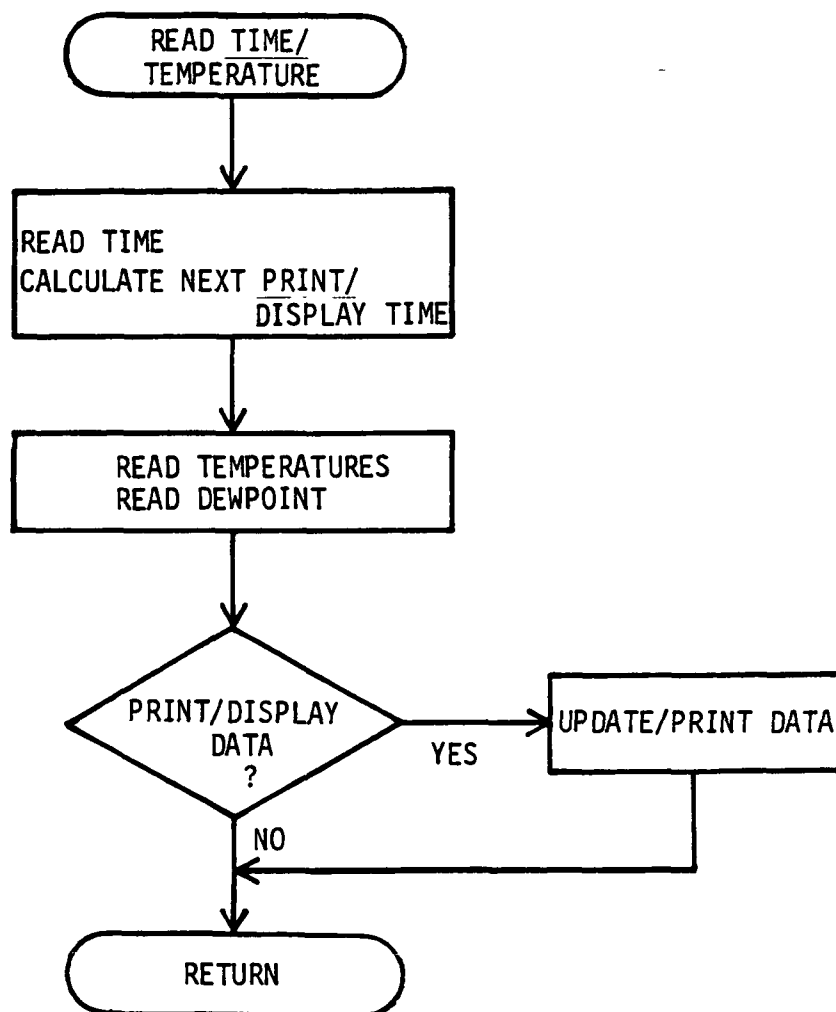 READ TIME/
TEMPERATURE
READ TIME
CALCULATE NEXT PRINT/
DISPLAY TIME
READ TEMPERATURES
READ DEWPOINT
PRINT/DISPLAY
DATA
?
YES
UPDATE/PRINT DATA
NO
RETURN